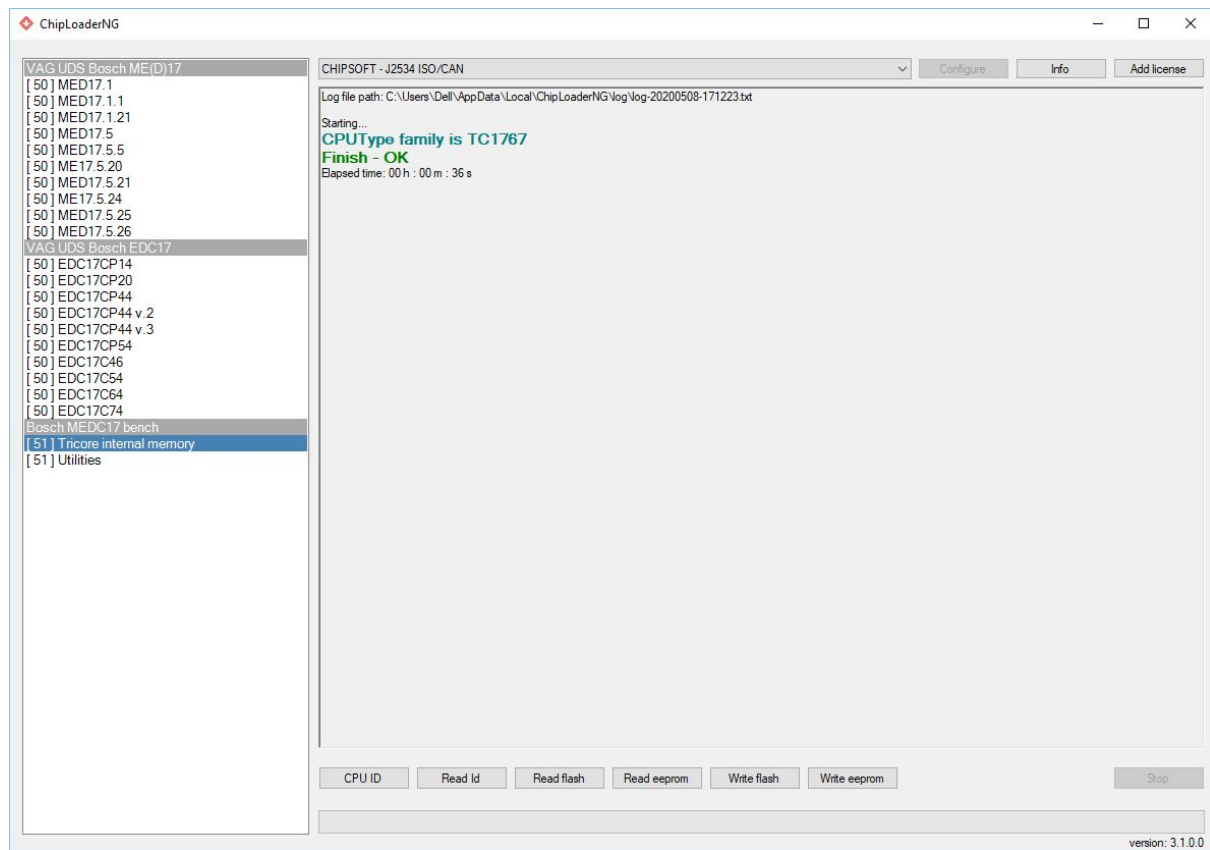 ChipLoaderNG
VAG UDS Bosch ME(D)17
[ 50 ] MED17.1
[ 50 ] MED17.1.1
[ 50 ] MED17.1.21
[ 50 ] MED17.5
[ 50 ] MED17.5.5
[ 50 ] ME17.5.20
[ 50 ] MED17.5.21
[ 50 ] ME17.5.24
[ 50 ] MED17.5.25
[ 50 ] MED17.5.26
VAG UDS Bosch EDC17
[ 50 ] EDC17CP14
[ 50 ] EDC17CP20
[ 50 ] EDC17CP44
[ 50 ] EDC17CP44 v.2
[ 50 ] EDC17CP44 v.3
[ 50 ] EDC17CP54
[ 50 ] EDC17C46
[ 50 ] EDC17C54
[ 50 ] EDC17C64
[ 50 ] EDC17C74
Bosch MEDC17 bench
[ 51 ] Tricore internal memory
[ 51 ] Utilities
CHIPSOFT - J2534 ISO/CAN
Configure
Info
Add license
Log file path: C:\Users\Dell\AppData\Local\ChipLoaderNG\log\log-20200508-171223.txt
Starting...
CPUType family is TC1767
Finish - OK
Elapsed time: 00 h : 00 m : 36 s
CPU ID
Read Id
Read flash
Read eeprom
Write flash
Write eeprom
Stop
version: 3.1.0.0